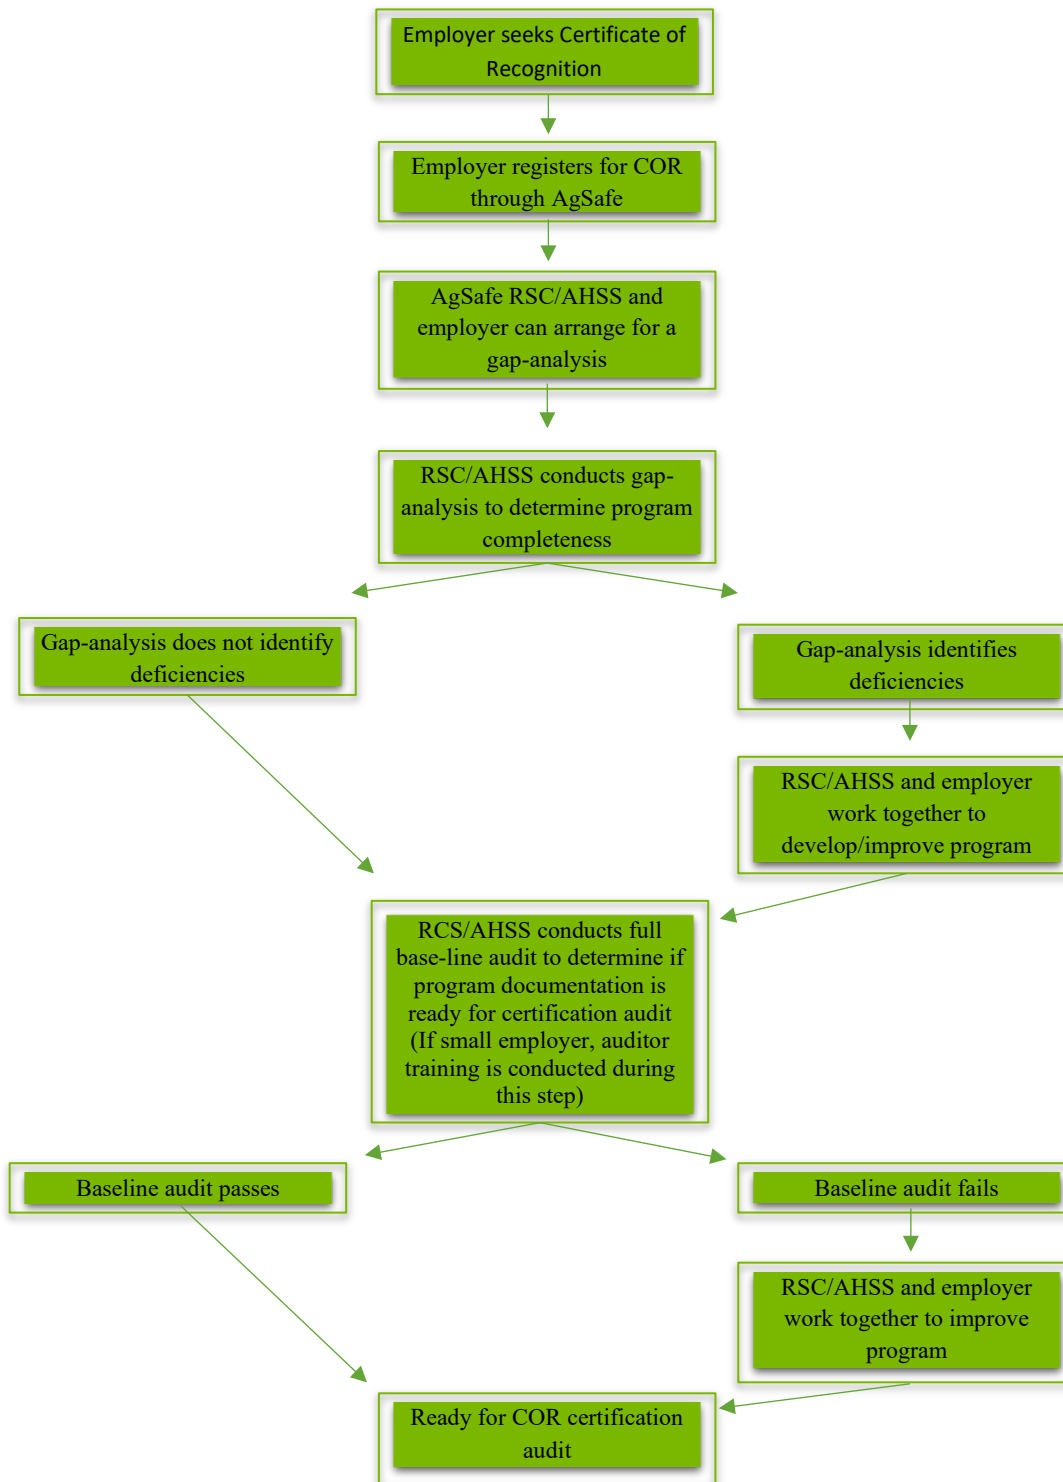 Employer seeks Certificate of
Recognition
Employer registers for COR
through AgSafe
AgSafe RSC/AHSS and
employer can arrange for a
gap-analysis
RSC/AHSS conducts gap-
analysis to determine program
completeness
Gap-analysis does not identify
deficiencies
Gap-analysis identifies
deficiencies
RSC/AHSS and employer
work together to
develop/improve program
RCS/AHSS conducts full
base-line audit to determine if
program documentation is
ready for certification audit
(If small employer, auditor
training is conducted during
this step)
Baseline audit passes
Baseline audit fails
RSC/AHSS and employer
work together to improve
program
Ready for COR certification
audit